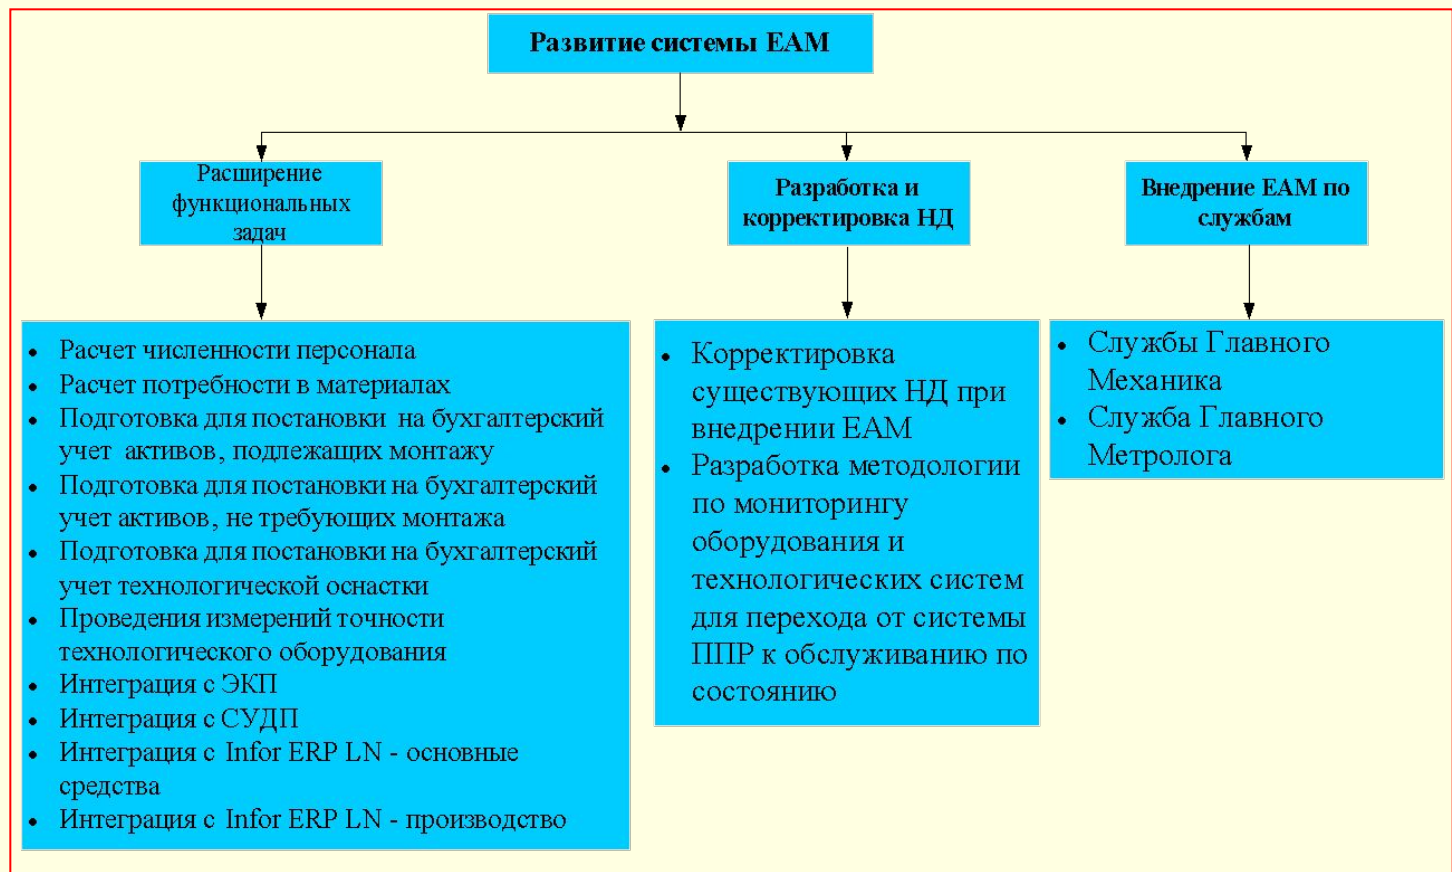 Развитие системы ЕАМ
Расширение
функциональных
задач
Разработка и
корректировка НД
Внедрение ЕАМ по
службам
• Расчет численности персонала
• Расчет потребности в материалах
• Подготовка для постановки на бухгалтерский
учет активов, подлежащих монтажу
• Подготовка для постановки на бухгалтерский
учет активов, не требующих монтажа
• Подготовка для постановки на бухгалтерский
учет технологической оснастки
• Проведения измерений точности
технологического оборудования
• Интеграция с ЭКП
• Интеграция с СУДП
• Интеграция с Infor ERP LN - основные
средства
• Интеграция с Infor ERP LN - производство
• Корректировка
существующих НД при
внедрении ЕАМ
• Разработка методологии
по мониторингу
оборудования и
технологических систем
для перехода от системы
ППР к обслуживанию по
состоянию
• Службы Главного
Механика
• Служба Главного
Метролога